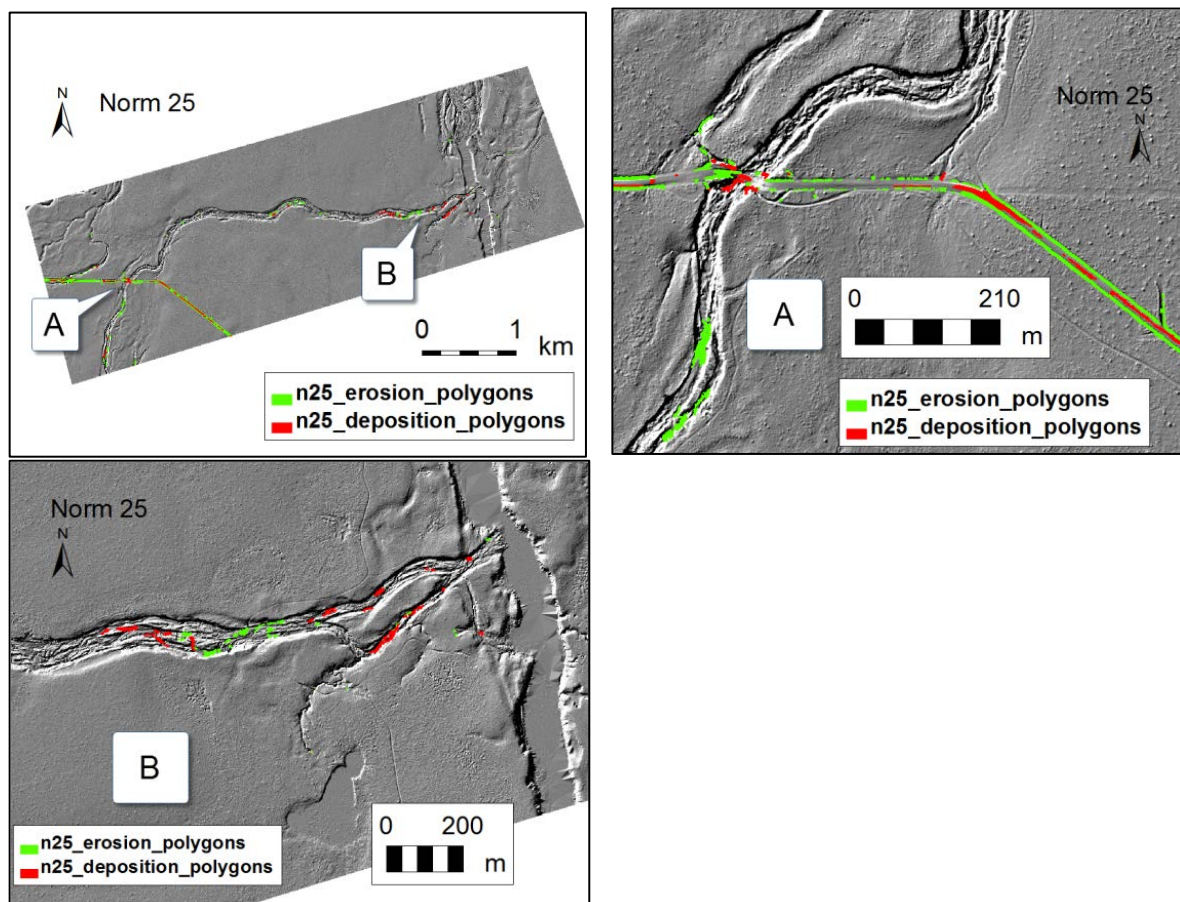 N
Norm 25
A
B
0 1
km
n25_erosion_polygons
n25_deposition_polygons
Norm 25
N
A
0 210
m
n25_erosion_polygons
n25_deposition_polygons
Norm 25
N
B
n25_erosion_polygons
n25_deposition_polygons
0 200
m